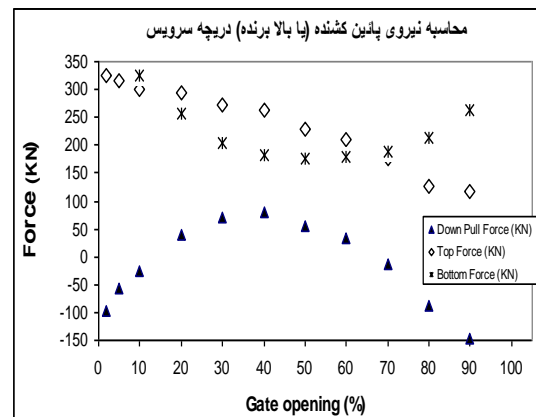 محاسبه نیروی پائین کشنده (یا بالا برنده) دریچه سرویس
350
300
250
200
150
100
50
0
-50
-100
-150
Force (KN)
Down Pull Force (KN)
Top Force (KN)
Bottom Force (KN)
0 10 20 30 40 50 60 70 80 90 100
Gate opening (%)